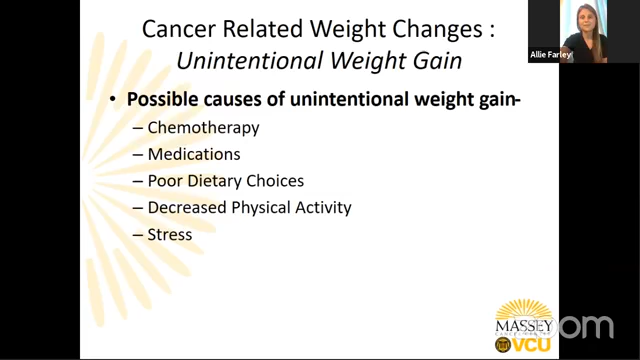 Cancer Related Weight Changes :
Unintentional Weight Gain
Allie Farley
• Possible causes of unintentional weight gain-
– Chemotherapy
– Medications
– Poor Dietary Choices
– Decreased Physical Activity
– Stress
MASSEY
VCU